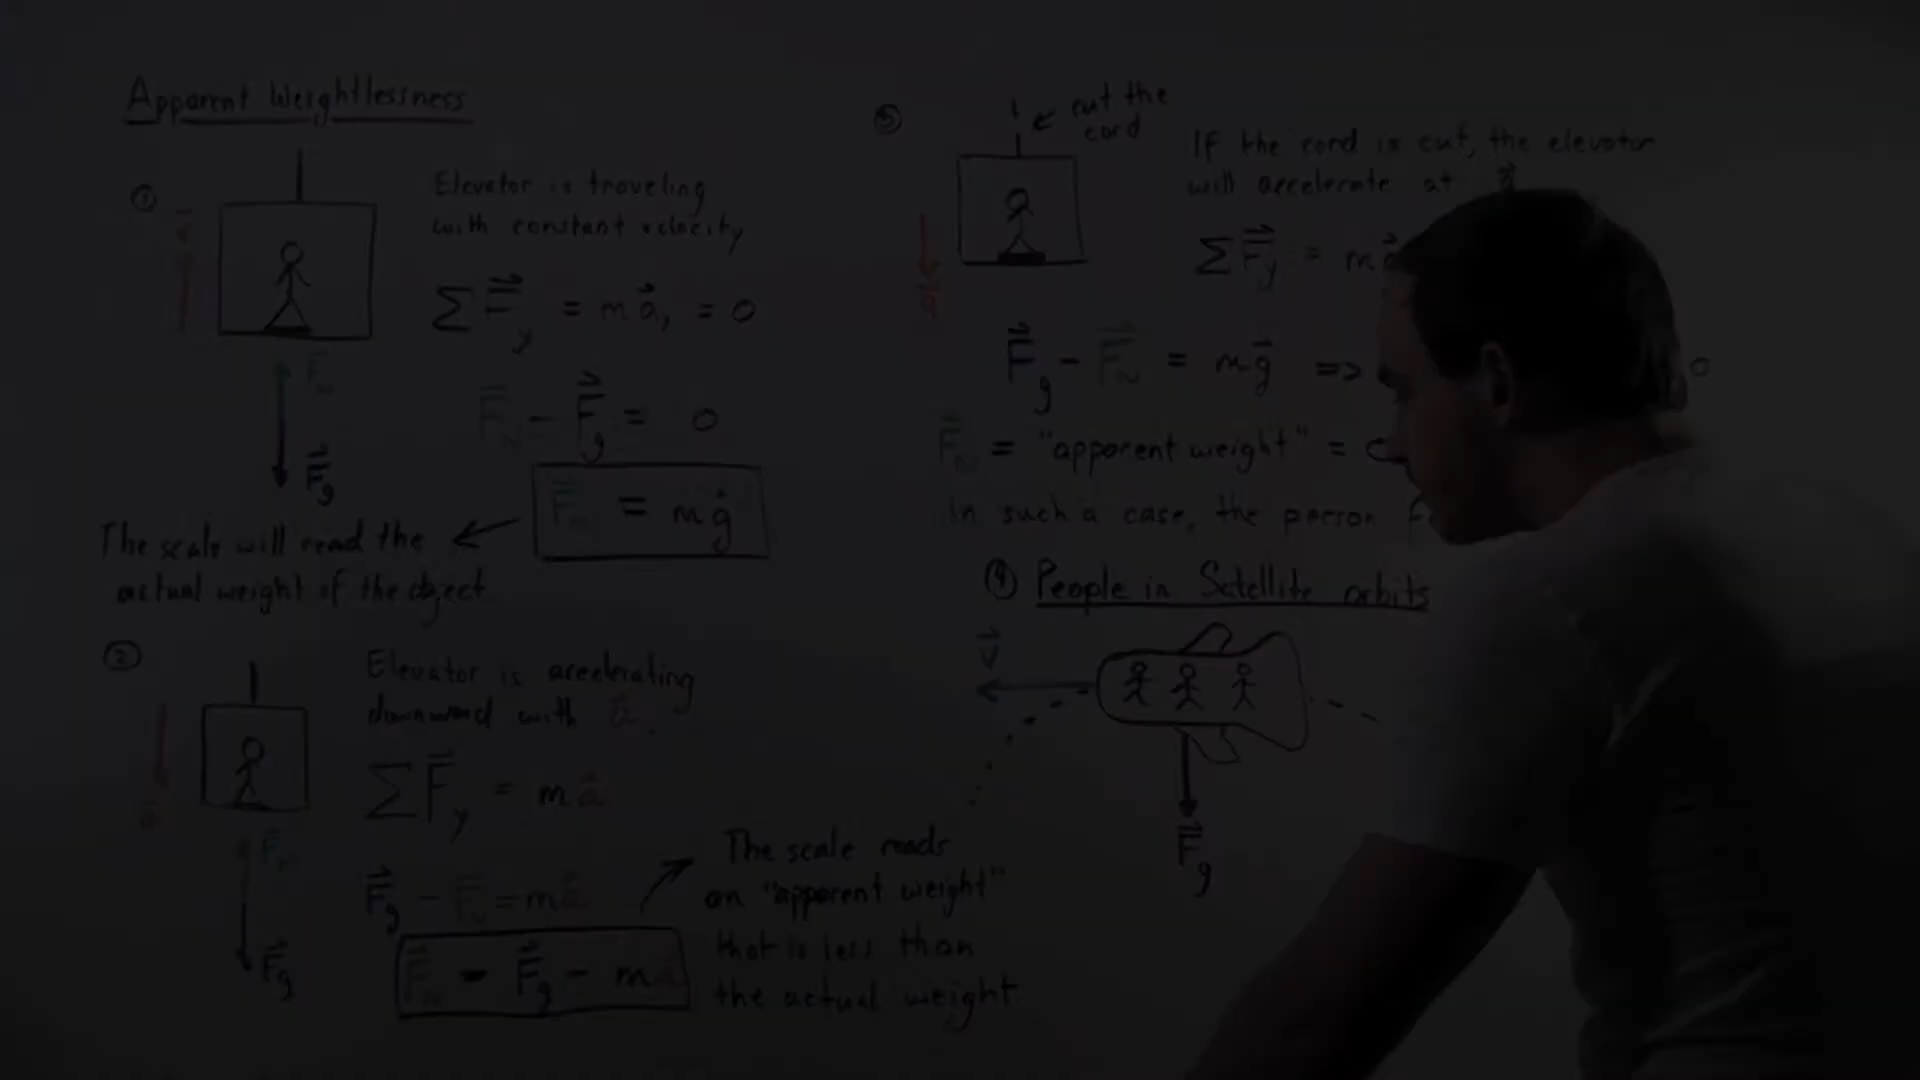 Apparent Weightlessness
①
v
Elevator is traveling
with constant velocity
ΣF⃗y = ma⃗, = 0
F⃗N
F⃗N - F⃗g = 0
F⃗g
F⃗N = mg⃗
The scale will read the
actual weight of the object
②
Elevator is accelerating
downward with a⃗.
ΣF⃗y = ma⃗
a⃗
F⃗N
F⃗g - F⃗N = ma⃗
F⃗g
F⃗N = F⃗g - ma⃗
The scale reads
an "apparent weight"
that is less than
the actual weight
③
cut the
cord
If the cord is cut, the elevator
will accelerate at g⃗
ΣF⃗y = m
g⃗
F⃗g - F⃗N = mg⃗ =>
0
F⃗N = "apparent weight" =
In such a case, the person
④ People in Satellite orbits
v⃗
F⃗g